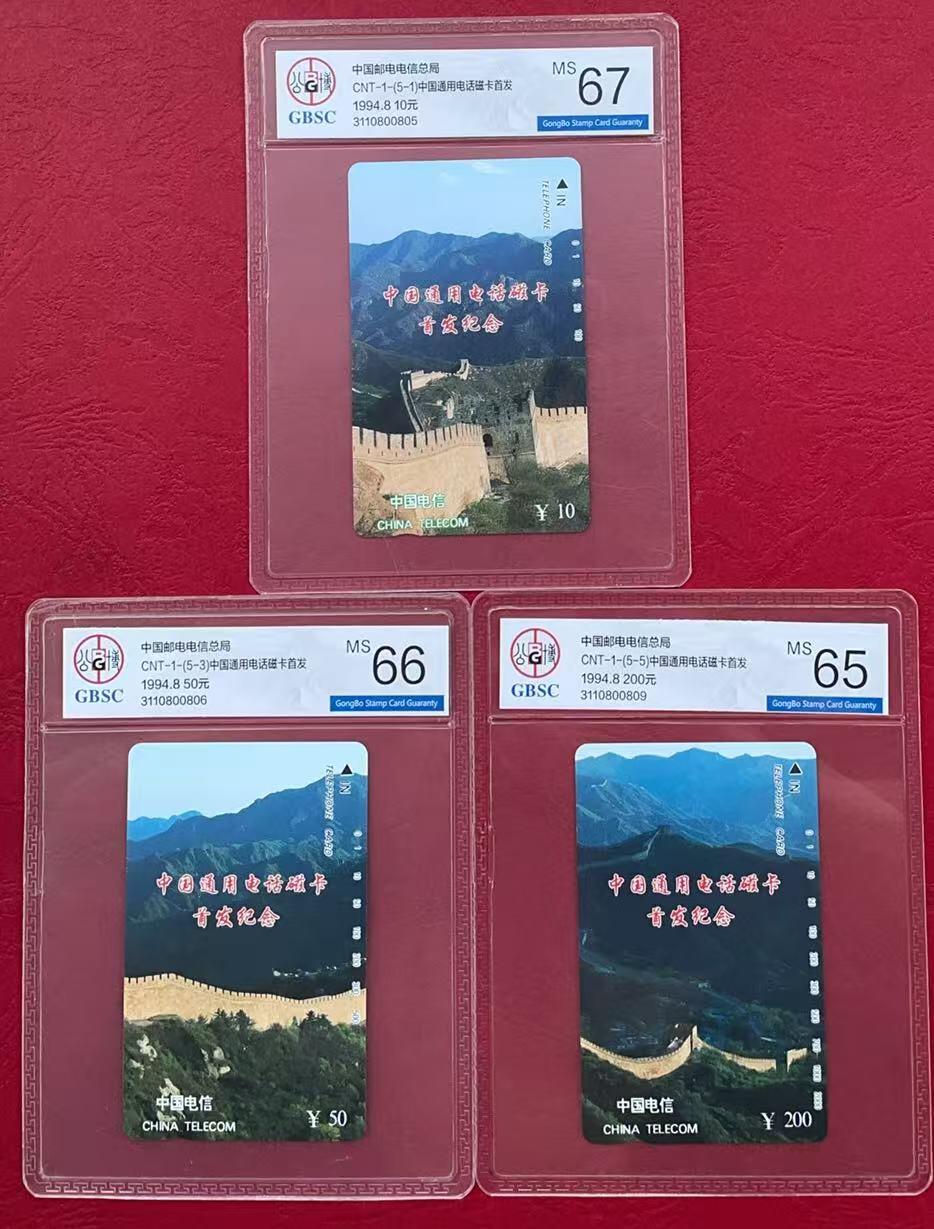 中国邮电电信总局
CNT-1-(5-1)中国通用电话磁卡首发
1994.8 10元
3110800805
GBSC
MS 67
GongBo Stamp Card Guaranty
IN
TELEPHONE CARD
中国通用电话磁卡
首发纪念
中国电信
CHINA TELECOM
¥ 10
中国邮电电信总局
CNT-1-(5-3)中国通用电话磁卡首发
1994.8 50元
3110800806
GBSC
MS 66
GongBo Stamp Card Guaranty
IN
TELEPHONE CARD
中国通用电话磁卡
首发纪念
中国电信
CHINA TELECOM
¥ 50
中国邮电电信总局
CNT-1-(5-5)中国通用电话磁卡首发
1994.8 200元
3110800809
GBSC
MS 65
GongBo Stamp Card Guaranty
IN
TELEPHONE CARD
中国通用电话磁卡
首发纪念
中国电信
CHINA TELECOM
¥ 200